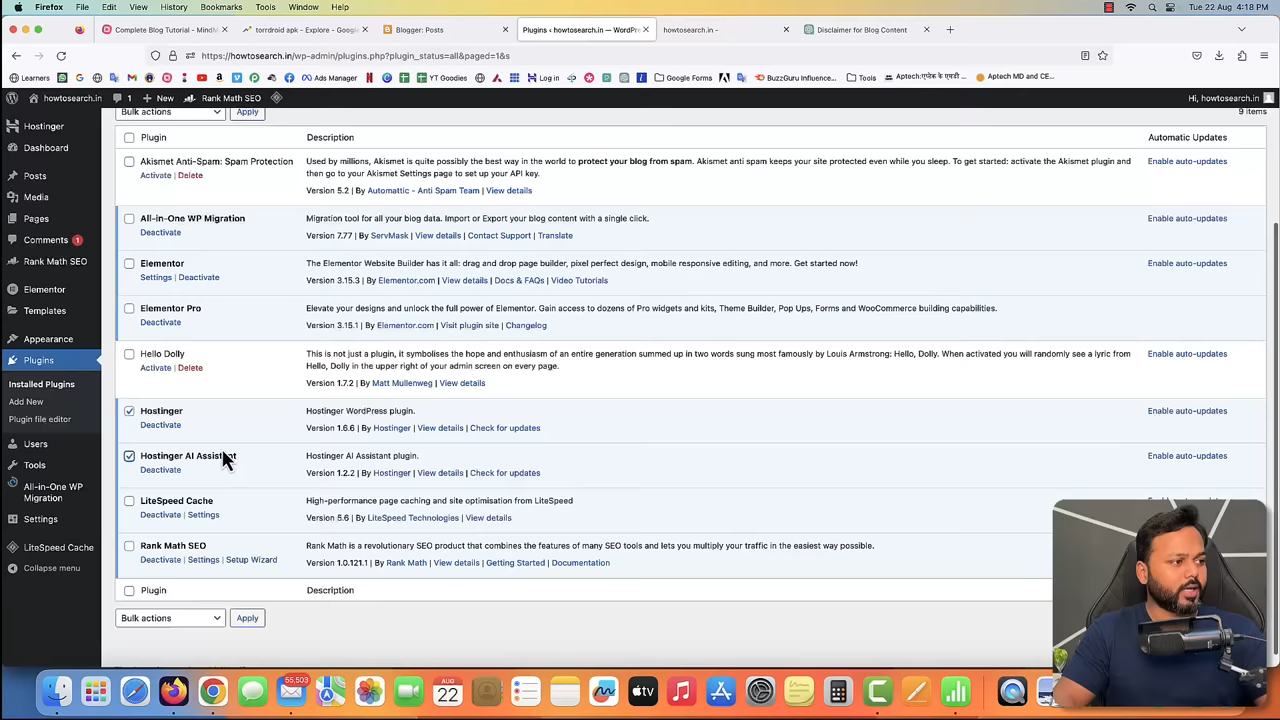 Firefox File Edit View History Bookmarks Tools Window Help
Tue 22 Aug 4:18 PM
Complete Blog Tutorial - MindM
torrdroid apk - Explore - Googl
Blogger: Posts
Plugins ‹ howtosearch.in — WordPre
howtosearch.in -
Disclaimer for Blog Content
https://howtosearch.in/wp-admin/plugins.php?plugin_status=all&paged=1&s
Learners
Ads Manager
YT Goodies
Log in
Google Forms
BuzzGuru Influence...
Tools
Aptech:एप्टेक के एमडी ...
Aptech MD and CE...
howtosearch.in 1 New Rank Math SEO
Hi, howtosearch.in
Hostinger
Dashboard
Posts
Media
Pages
Comments 1
Rank Math SEO
Elementor
Templates
Appearance
Plugins
Installed Plugins
Add New
Plugin file editor
Users
Tools
All-in-One WP
Migration
Settings
LiteSpeed Cache
Collapse menu
Bulk actions Apply
9 items
Plugin Description Automatic Updates
Akismet Anti-Spam: Spam Protection
Activate | Delete
Used by millions, Akismet is quite possibly the best way in the world to protect your blog from spam. Akismet anti spam keeps your site protected even while you sleep. To get started: activate the Akismet plugin and
then go to your Akismet Settings page to set up your API key.
Version 5.2 | By Automattic - Anti Spam Team | View details
Enable auto-updates
All-in-One WP Migration
Deactivate
Migration tool for all your blog data. Import or Export your blog content with a single click.
Version 7.77 | By ServMask | View details | Contact Support | Translate
Enable auto-updates
Elementor
Settings | Deactivate
The Elementor Website Builder has it all: drag and drop page builder, pixel perfect design, mobile responsive editing, and more. Get started now!
Version 3.15.3 | By Elementor.com | View details | Docs & FAQs | Video Tutorials
Enable auto-updates
Elementor Pro
Deactivate
Elevate your designs and unlock the full power of Elementor. Gain access to dozens of Pro widgets and kits, Theme Builder, Pop Ups, Forms and WooCommerce building capabilities.
Version 3.15.1 | By Elementor.com | Visit plugin site | Changelog
Enable auto-updates
Hello Dolly
Activate | Delete
This is not just a plugin, it symbolises the hope and enthusiasm of an entire generation summed up in two words sung most famously by Louis Armstrong: Hello, Dolly. When activated you will randomly see a lyric from
Hello, Dolly in the upper right of your admin screen on every page.
Version 1.7.2 | By Matt Mullenweg | View details
Enable auto-updates
Hostinger
Deactivate
Hostinger WordPress plugin.
Version 1.6.6 | By Hostinger | View details | Check for updates
Enable auto-updates
Hostinger AI Assistant
Deactivate
Hostinger AI Assistant plugin.
Version 1.2.2 | By Hostinger | View details | Check for updates
Enable auto-updates
LiteSpeed Cache
Deactivate | Settings
High-performance page caching and site optimisation from LiteSpeed
Version 5.6 | By LiteSpeed Technologies | View details
Rank Math SEO
Deactivate | Settings | Setup Wizard
Rank Math is a revolutionary SEO product that combines the features of many SEO tools and lets you multiply your traffic in the easiest way possible.
Version 1.0.121.1 | By Rank Math | View details | Getting Started | Documentation
Plugin Description
Bulk actions Apply
55,503
AUG
22
tv